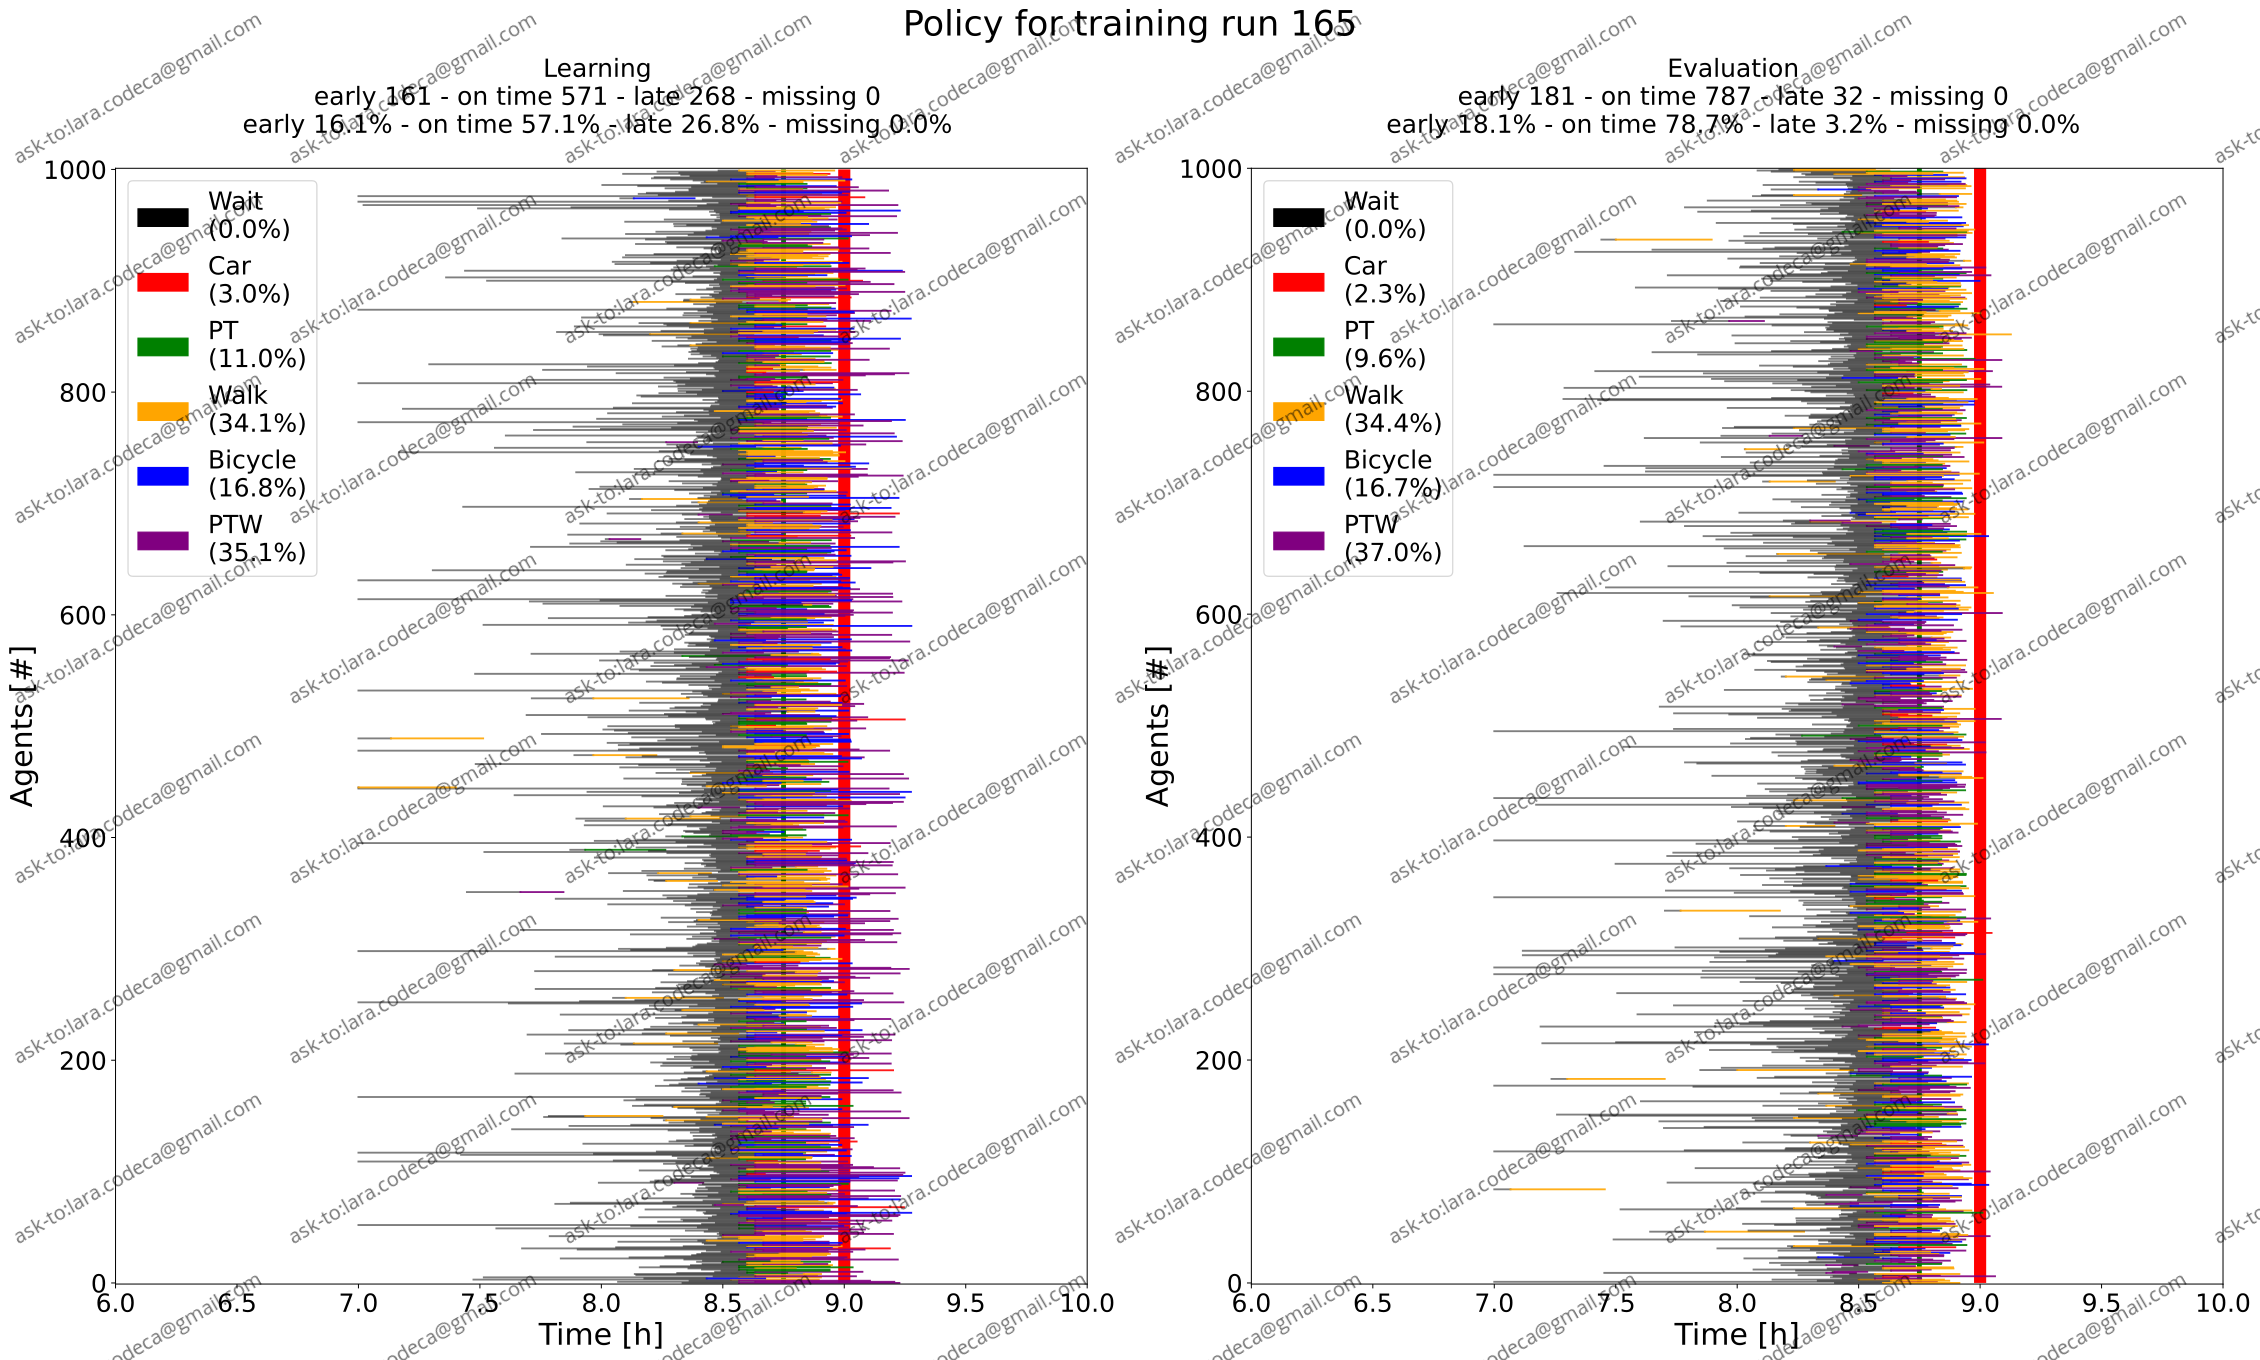 Policy for training run 165
Learning
early 161 - on time 571 - late 268 - missing 0
early 16.1% - on time 57.1% - late 26.8% - missing 0.0%
1000
800
600
400
200
0
Agents [#]
Wait
(0.0%)
Car
(3.0%)
PT
(11.0%)
Walk
(34.1%)
Bicycle
(16.8%)
PTW
(35.1%)
6.0 6.5 7.0 7.5 8.0 8.5 9.0 9.5 10.0
Time [h]
Evaluation
early 181 - on time 787 - late 32 - missing 0
early 18.1% - on time 78.7% - late 3.2% - missing 0.0%
1000
800
600
400
200
0
Agents [#]
Wait
(0.0%)
Car
(2.3%)
PT
(9.6%)
Walk
(34.4%)
Bicycle
(16.7%)
PTW
(37.0%)
6.0 6.5 7.0 7.5 8.0 8.5 9.0 9.5 10.0
Time [h]
ask-to:lara.codeca@gmail.com